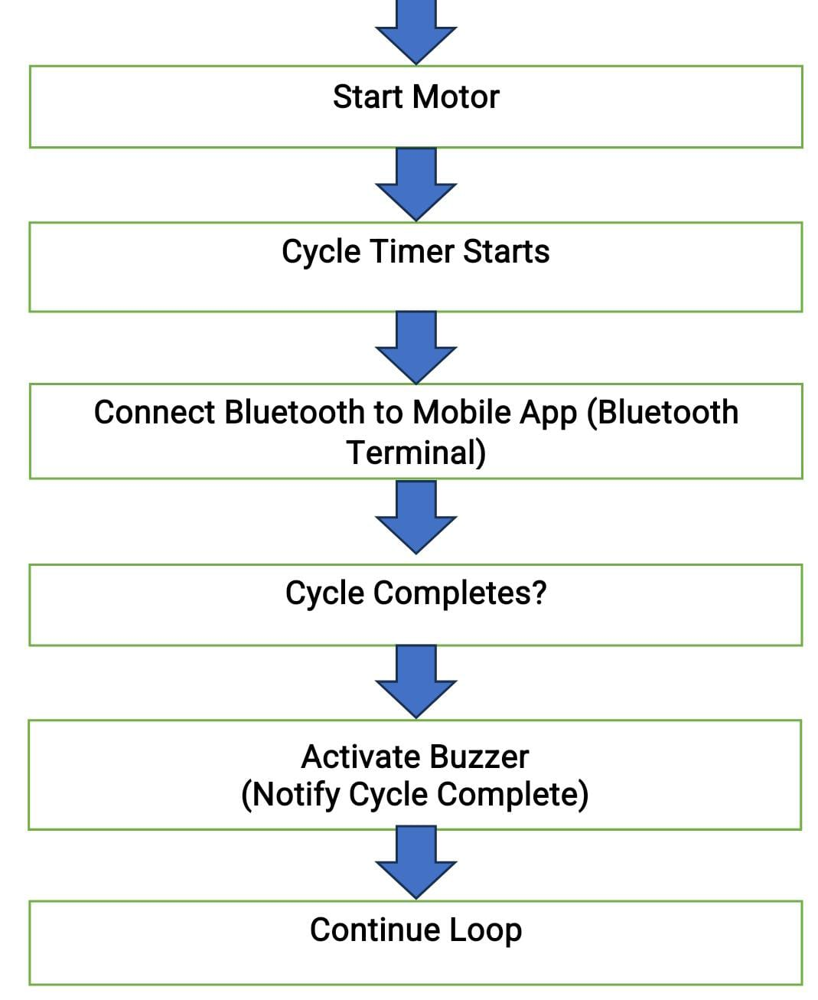 Start Motor
Cycle Timer Starts
Connect Bluetooth to Mobile App (Bluetooth
Terminal)
Cycle Completes?
Activate Buzzer
(Notify Cycle Complete)
Continue Loop